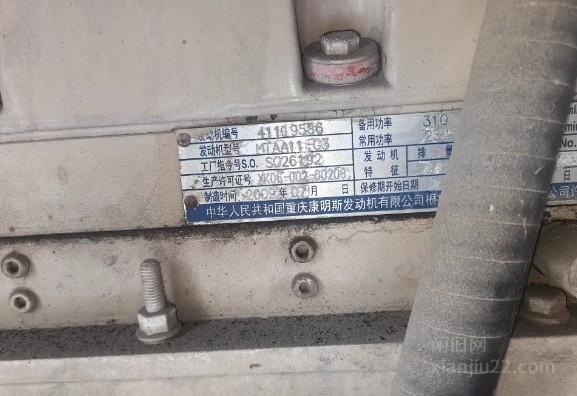 发动机编号 41119586 备用功率 310
发动机型号 MTAA11-G3 常用功率
工厂指令号S.O. SO26192 发动机 排量
生产许可证号 XK06-002-00208
制造时间 2009年07月 日 保修期开始日期
中华人民共和国重庆康明斯发动机有限公司根
闲旧网
xianjiu22.com